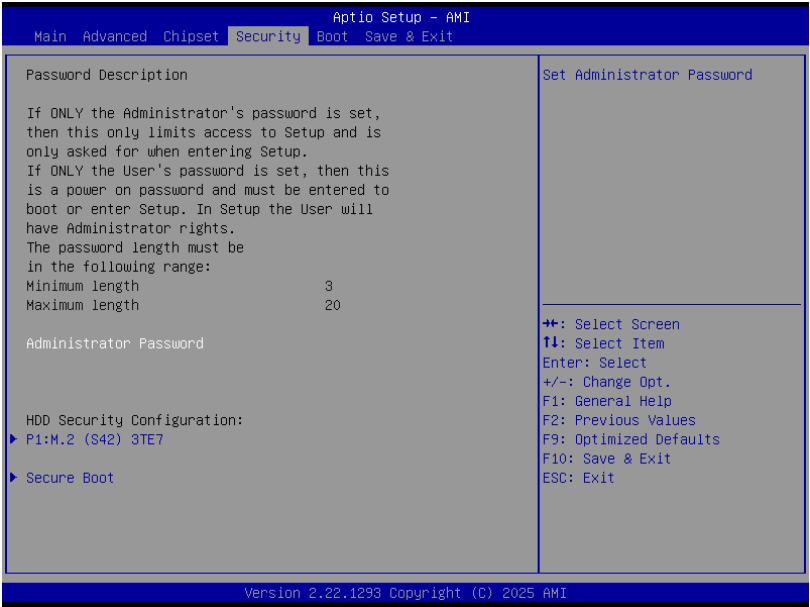 Aptio Setup – AMI
Main Advanced Chipset Security Boot Save & Exit
Password Description
If ONLY the Administrator's password is set,
then this only limits access to Setup and is
only asked for when entering Setup.
If ONLY the User's password is set, then this
is a power on password and must be entered to
boot or enter Setup. In Setup the User will
have Administrator rights.
The password length must be
in the following range:
Minimum length 3
Maximum length 20
Administrator Password
HDD Security Configuration:
P1:M.2 (S42) 3TE7
Secure Boot
Set Administrator Password
→←: Select Screen
↑↓: Select Item
Enter: Select
+/-: Change Opt.
F1: General Help
F2: Previous Values
F9: Optimized Defaults
F10: Save & Exit
ESC: Exit
Version 2.22.1293 Copyright (C) 2025 AMI